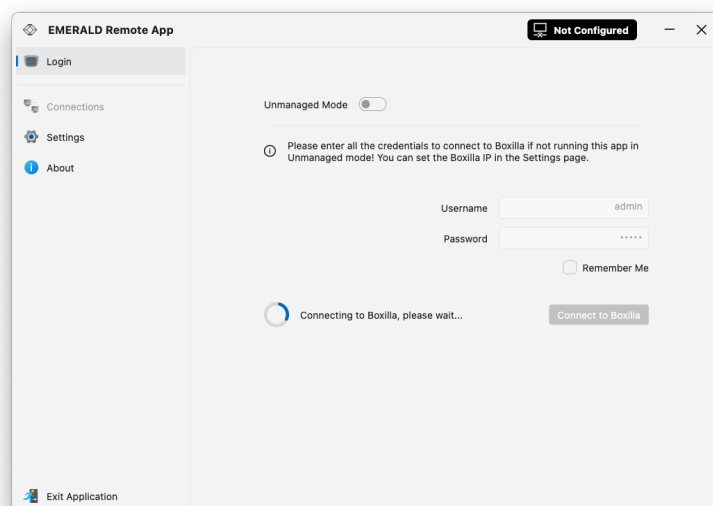 EMERALD Remote App
Not Configured
Login
Connections
Settings
About
Unmanaged Mode
Please enter all the credentials to connect to Boxilla if not running this app in
Unmanaged mode! You can set the Boxilla IP in the Settings page.
Username
admin
Password
•••••
Remember Me
Connecting to Boxilla, please wait...
Connect to Boxilla
Exit Application